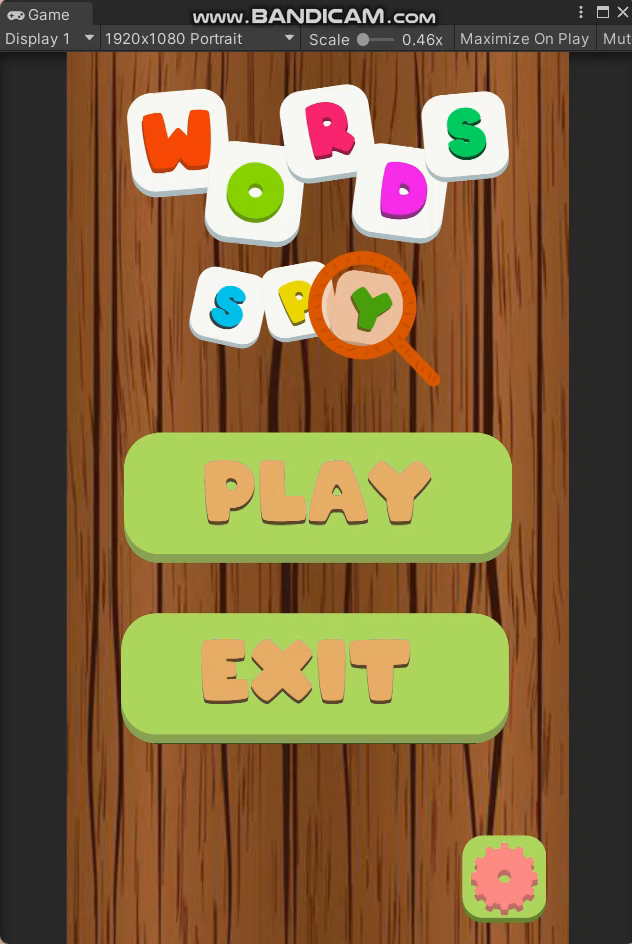 Game
www.BANDICAM.com
Display 1 1920x1080 Portrait Scale 0.46x Maximize On Play Mut
WORDS
SPY
PLAY
EXIT